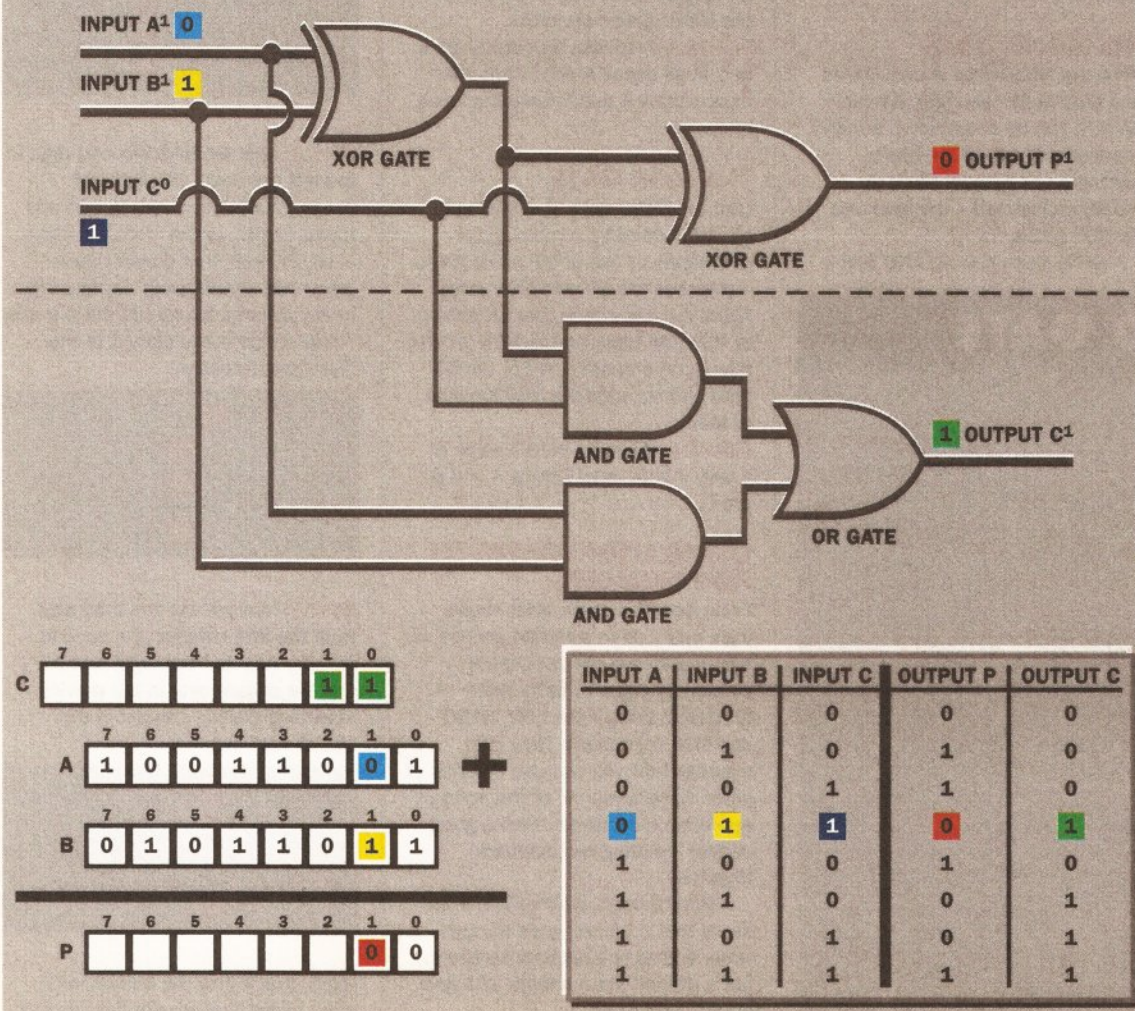 INPUT A¹ 0
INPUT B¹ 1
XOR GATE
INPUT C⁰
1
0 OUTPUT P¹
XOR GATE
AND GATE
1 OUTPUT C¹
OR GATE
AND GATE
7 6 5 4 3 2 1 0
C 1 1
7 6 5 4 3 2 1 0
A 1 0 0 1 1 0 0 1 +
7 6 5 4 3 2 1 0
B 0 1 0 1 1 0 1 1
7 6 5 4 3 2 1 0
P 0 0
INPUT A INPUT B INPUT C OUTPUT P OUTPUT C
0 0 0 0 0
0 1 0 1 0
0 0 1 1 0
0 1 1 0 1
1 0 0 1 0
1 1 0 0 1
1 0 1 0 1
1 1 1 1 1